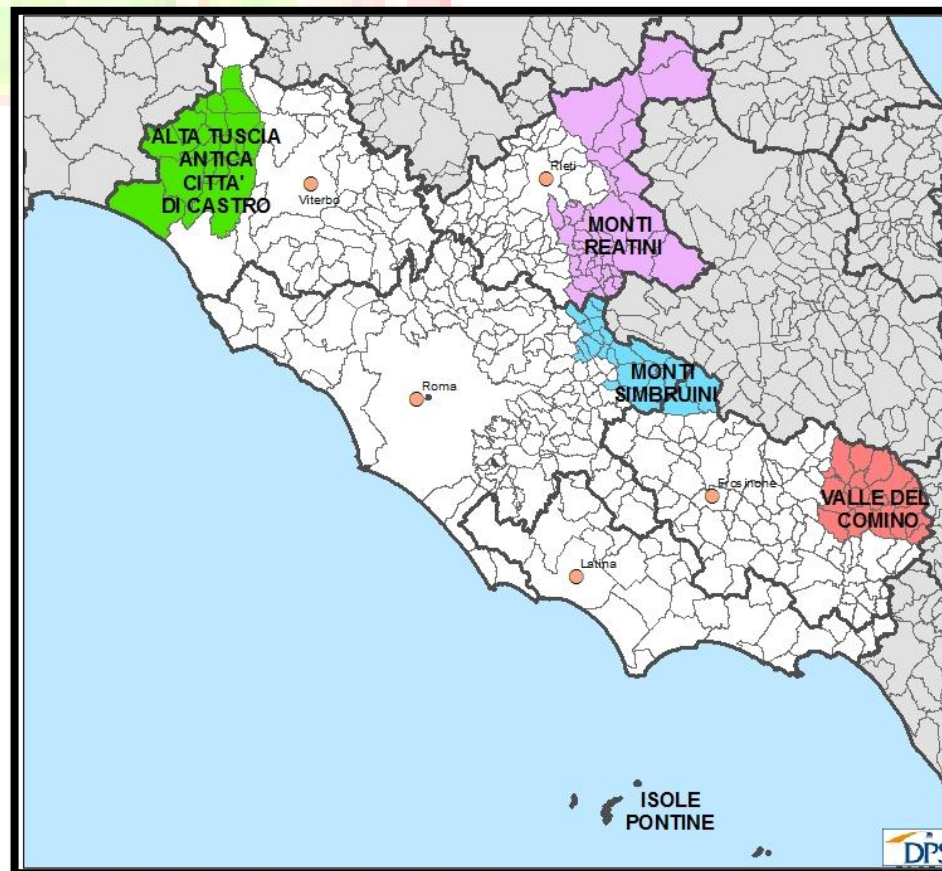 ALTA TUSCIA
ANTICA
CITTA'
DI CASTRO
Viterbo
Rieti
MONTI
REATINI
MONTI
SIMBRUINI
Roma
Frosinone
VALLE DEL
COMINO
Latina
ISOLE
PONTINE
DPS